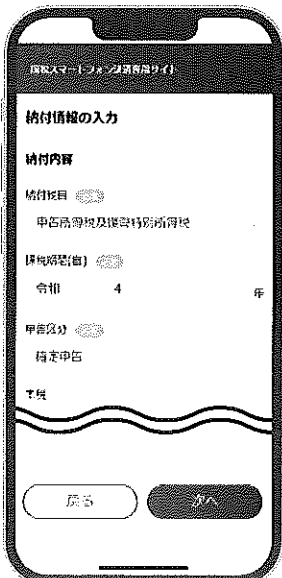 国税スマートフォン決済専用サイト
納付情報の入力
納付内容
納付税目
申告所得税及復興特別所得税
課税期間(自)
令和 4 年
申告区分
確定申告
本税
戻る 次へ